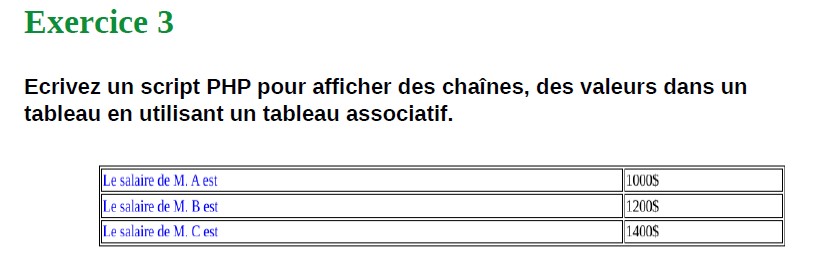 Exercice 3
Ecrivez un script PHP pour afficher des chaînes, des valeurs dans un
tableau en utilisant un tableau associatif.
Le salaire de M. A est 1000$
Le salaire de M. B est 1200$
Le salaire de M. C est 1400$